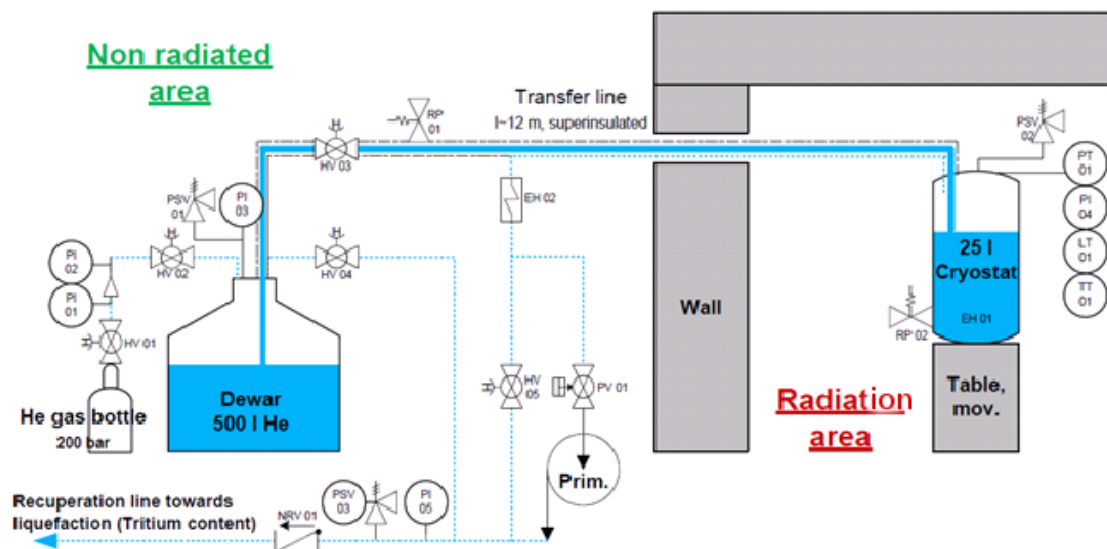 Non radiated
area
Transfer line
l~12 m, superinsulated
RP
01
HV 03
PSV
01
PI
03
EH 02
PSV
02
PT
01
PI
04
LT
01
TT
01
25 l
Cryostat
EH 01
RP 02
PI
02
PI
01
HV 02
HV 04
HV 01
Wall
He gas bottle
200 bar
Dewar
500 l He
HV
05
PV 01
Radiation
area
Table,
mov.
Prim.
Recuperation line towards
liquefaction (Tritium content)
NRV 01
PSV
03
PI
05